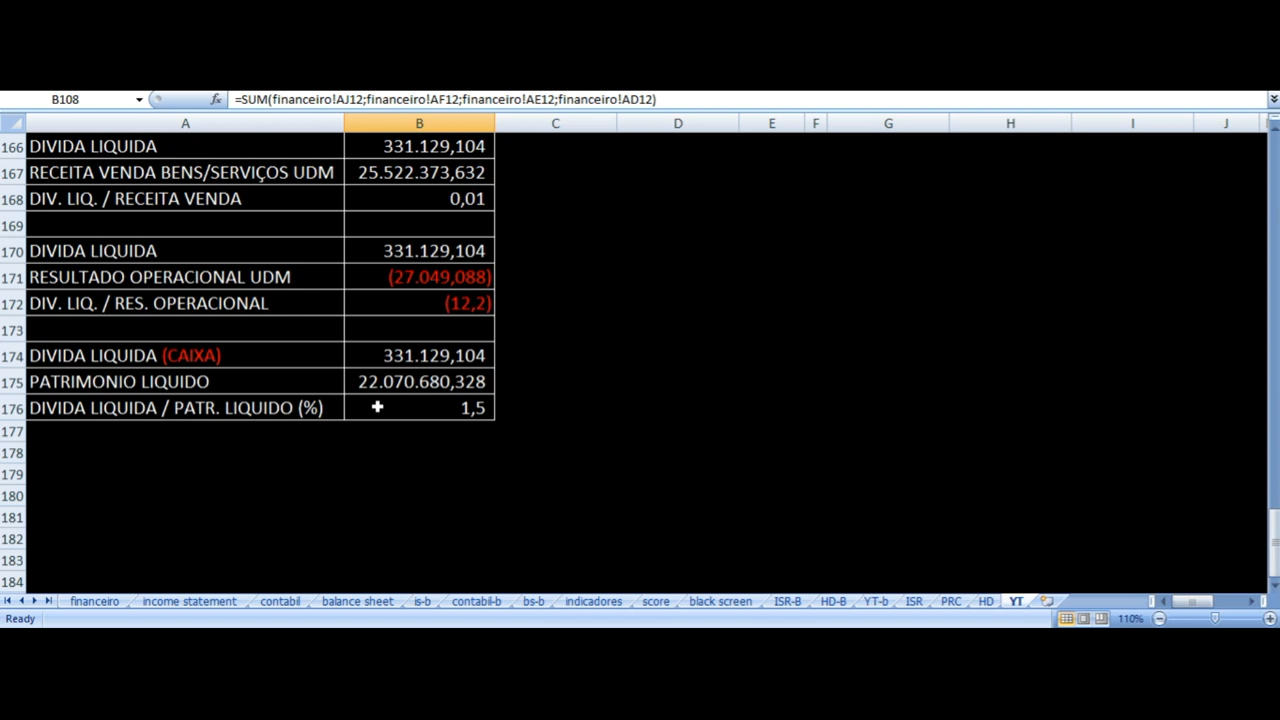 B108 fx =SUM(financeiro!AJ12;financeiro!AF12;financeiro!AE12;financeiro!AD12)
A B C D E F G H I J
166 DIVIDA LIQUIDA 331.129,104
167 RECEITA VENDA BENS/SERVIÇOS UDM 25.522.373,632
168 DIV. LIQ. / RECEITA VENDA 0,01
169
170 DIVIDA LIQUIDA 331.129,104
171 RESULTADO OPERACIONAL UDM (27.049,088)
172 DIV. LIQ. / RES. OPERACIONAL (12,2)
173
174 DIVIDA LIQUIDA (CAIXA) 331.129,104
175 PATRIMONIO LIQUIDO 22.070.680,328
176 DIVIDA LIQUIDA / PATR. LIQUIDO (%) 1,5
177
178
179
180
181
182
183
184
financeiro income statement contabil balance sheet is-b contabil-b bs-b indicadores score black screen ISR-B HD-B YT-b ISR PRC HD YT
Ready 110%